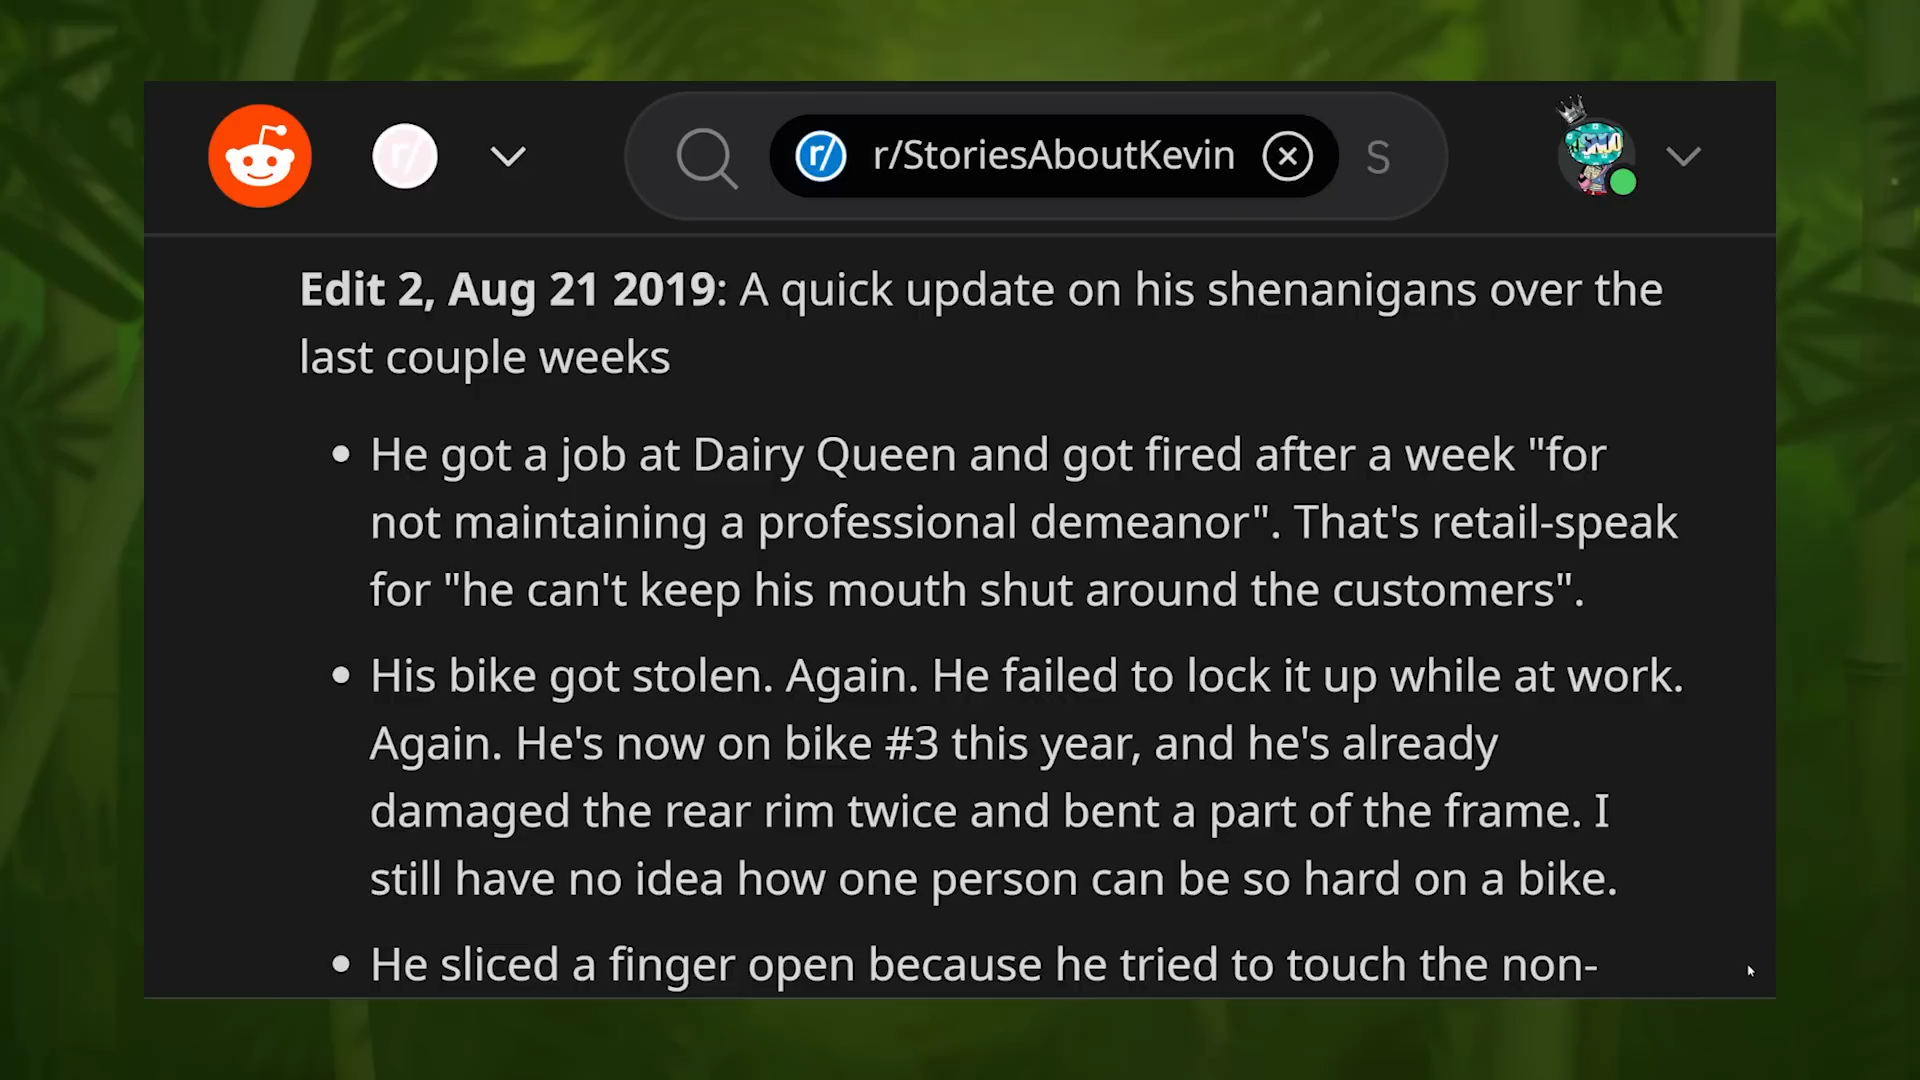 r/StoriesAboutKevin
S
Edit 2, Aug 21 2019: A quick update on his shenanigans over the
last couple weeks
• He got a job at Dairy Queen and got fired after a week "for
not maintaining a professional demeanor". That's retail-speak
for "he can't keep his mouth shut around the customers".
• His bike got stolen. Again. He failed to lock it up while at work.
Again. He's now on bike #3 this year, and he's already
damaged the rear rim twice and bent a part of the frame. I
still have no idea how one person can be so hard on a bike.
• He sliced a finger open because he tried to touch the non-